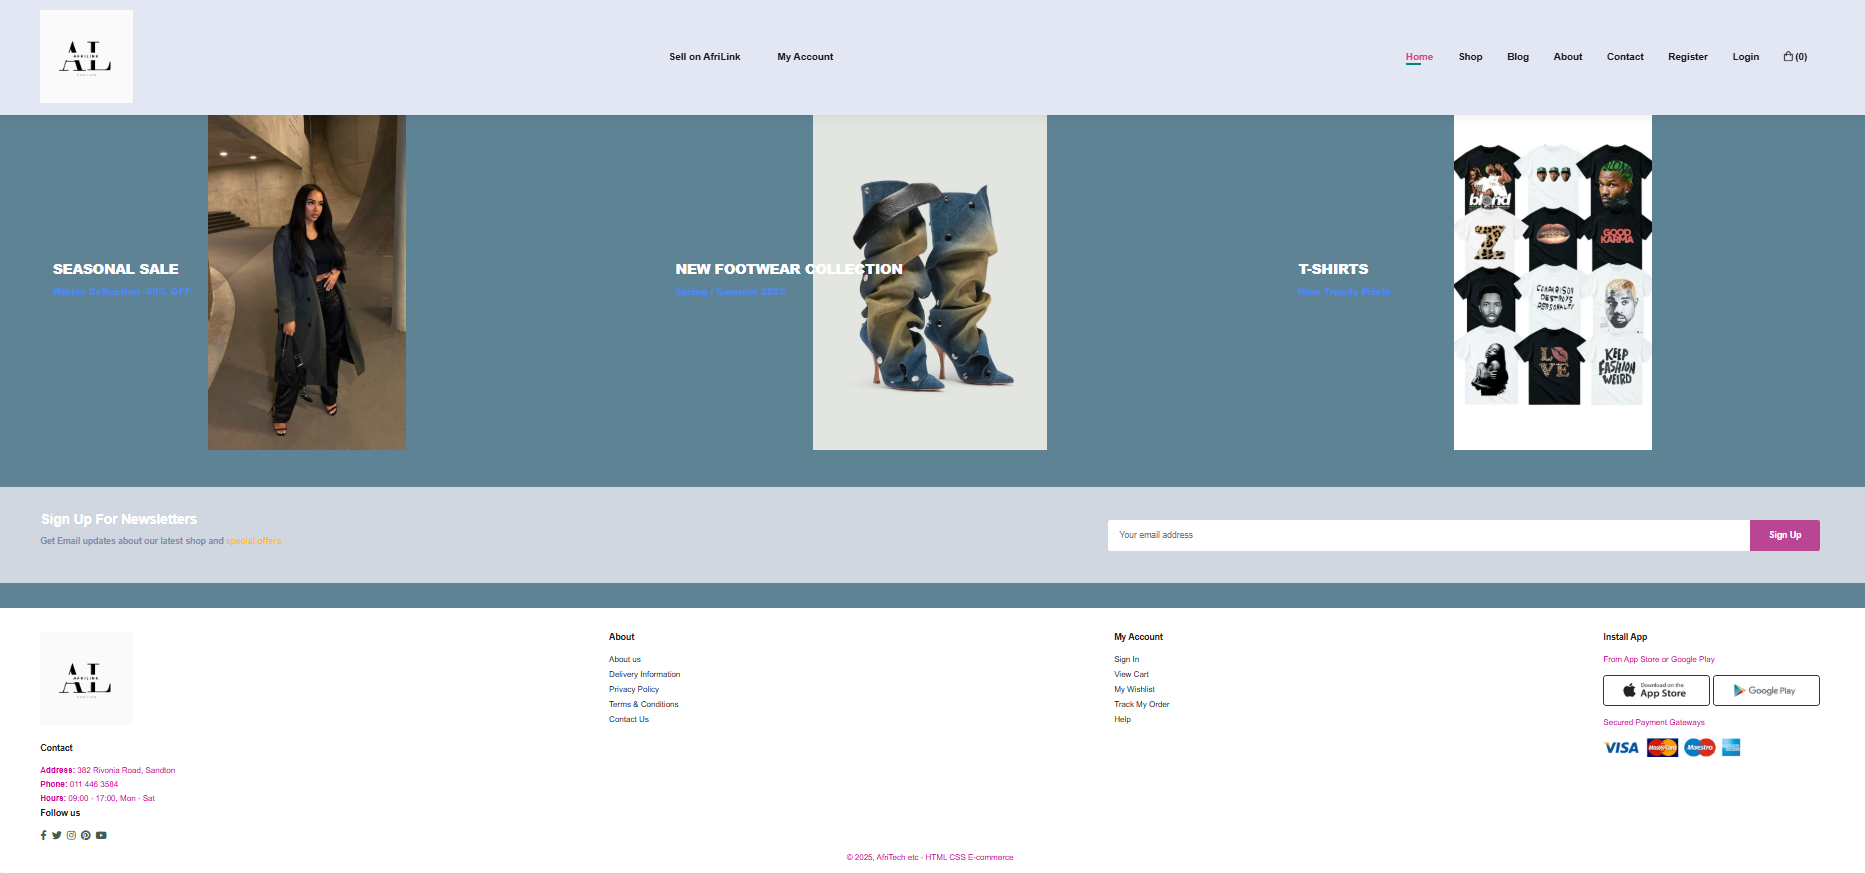 AL
AFRILINK
Sell on AfriLink
My Account
Home
Shop
Blog
About
Contact
Register
Login
(0)
SEASONAL SALE
Winter Collection -50% OFF
NEW FOOTWEAR COLLECTION
Spring / Summer 2025
T-SHIRTS
New Trendy Prints
blond
GOOD
KARMA
COMPARISON
DESTROYS
PERSONALITY
LOVE
KEEP
FASHION
WEIRD
Sign Up For Newsletters
Get Email updates about our latest shop and special offers.
Your email address
Sign Up
AL
AFRILINK
Contact
Address: 382 Rivonia Road, Sandton
Phone: 011 446 3584
Hours: 09:00 - 17:00, Mon - Sat
Follow us
About
About us
Delivery Information
Privacy Policy
Terms & Conditions
Contact Us
My Account
Sign In
View Cart
My Wishlist
Track My Order
Help
Install App
From App Store or Google Play
Download on the
App Store
Google Play
Secured Payment Gateways
VISA
MasterCard
Maestro
© 2025, AfriTech etc - HTML CSS E-commerce